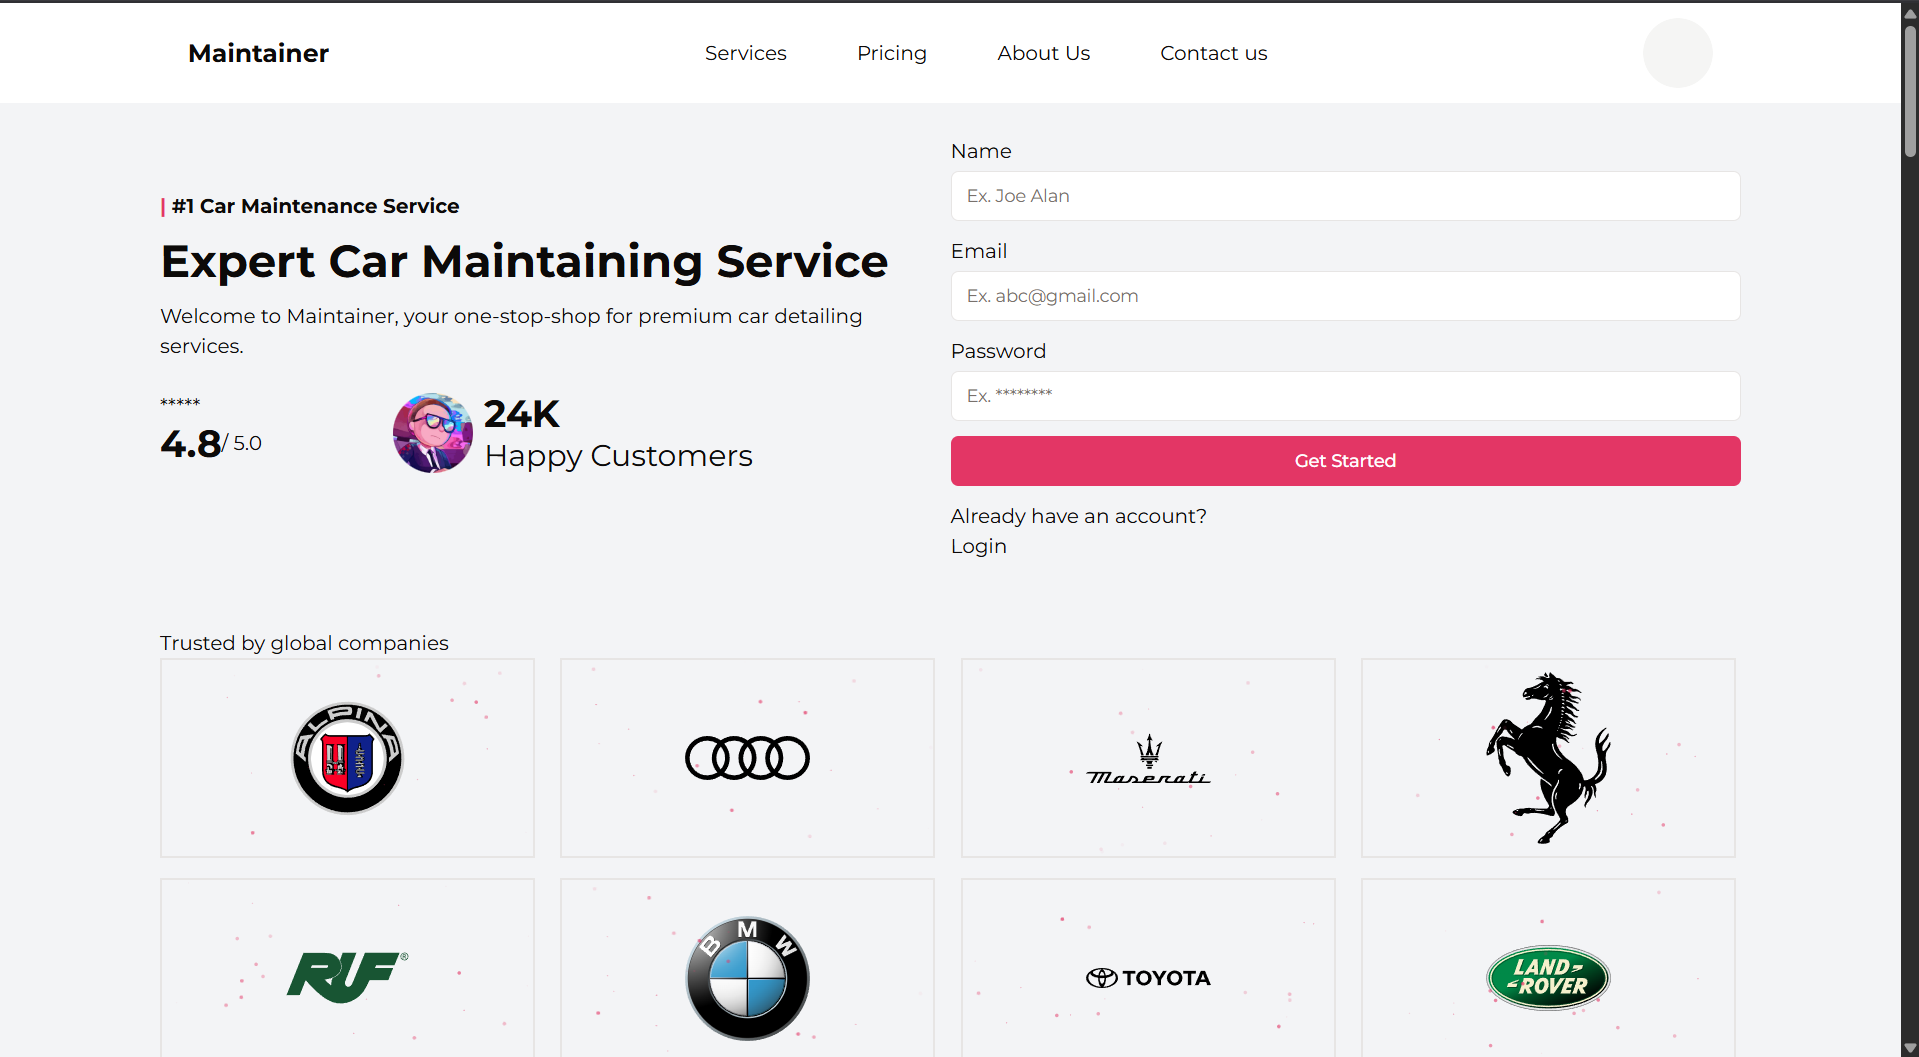 Maintainer
Services
Pricing
About Us
Contact us
| #1 Car Maintenance Service
Expert Car Maintaining Service
Welcome to Maintainer, your one-stop-shop for premium car detailing
services.
*****
4.8/ 5.0
24K
Happy Customers
Name
Ex. Joe Alan
Email
Ex. abc@gmail.com
Password
Ex. ********
Get Started
Already have an account?
Login
Trusted by global companies
ALPINA
Maserati
RUF®
BMW
TOYOTA
LAND-
-ROVER